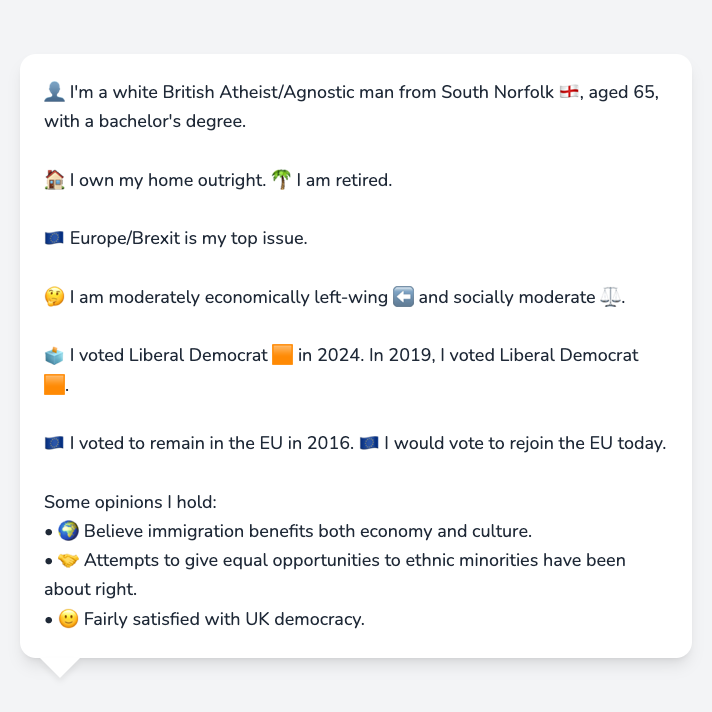 👤 I'm a white British Atheist/Agnostic man from South Norfolk 🏴󠁧󠁢󠁥󠁮󠁧󠁿, aged 65,
with a bachelor's degree.
🏠 I own my home outright. 🌴 I am retired.
🇪🇺 Europe/Brexit is my top issue.
🤔 I am moderately economically left-wing ⬅️ and socially moderate ⚖️.
🗳️ I voted Liberal Democrat 🟧 in 2024. In 2019, I voted Liberal Democrat
🟧.
🇪🇺 I voted to remain in the EU in 2016. 🇪🇺 I would vote to rejoin the EU today.
Some opinions I hold:
• 🌍 Believe immigration benefits both economy and culture.
• 🤝 Attempts to give equal opportunities to ethnic minorities have been
about right.
• 🙂 Fairly satisfied with UK democracy.